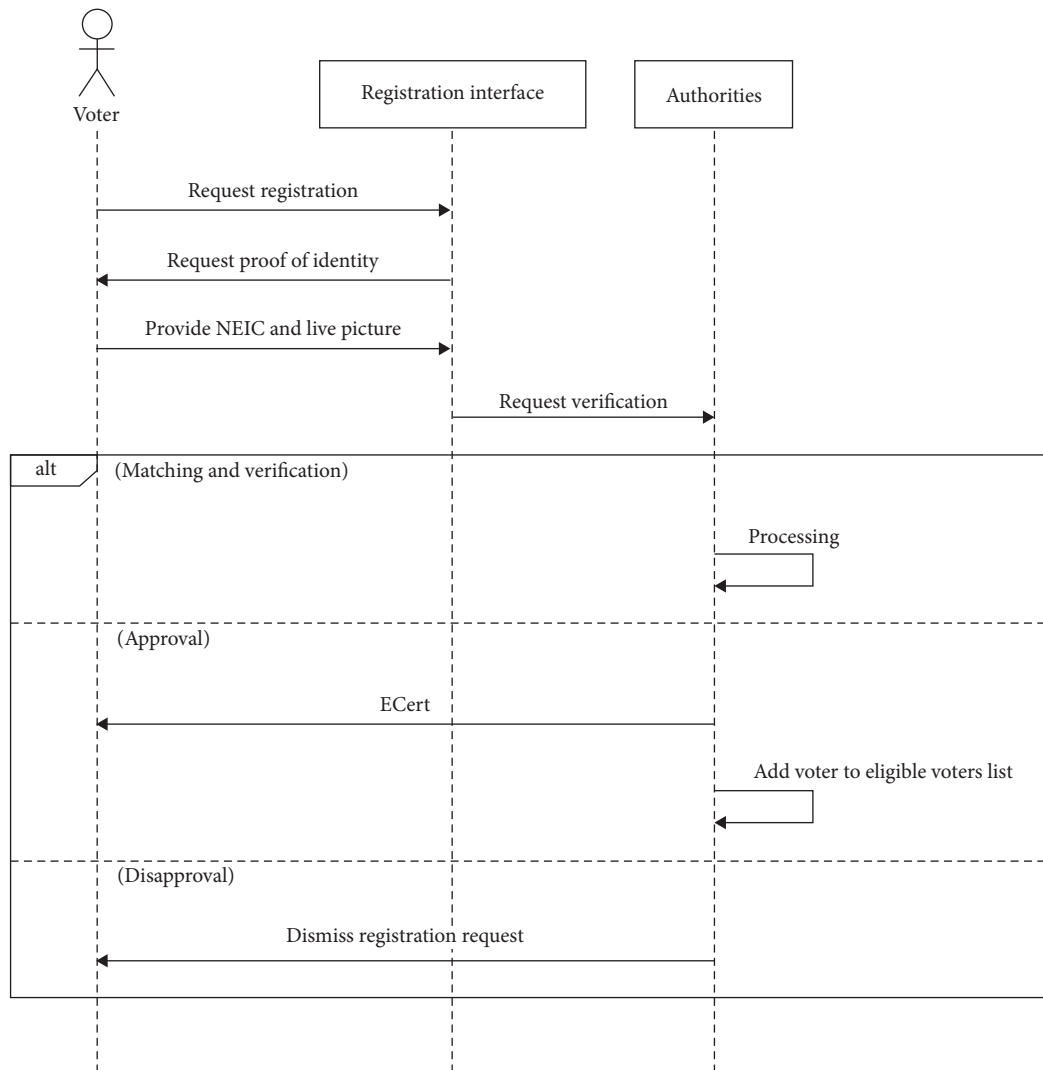 Voter
Registration interface
Authorities
Request registration
Request proof of identity
Provide NEIC and live picture
Request verification
alt
(Matching and verification)
Processing
(Approval)
ECert
Add voter to eligible voters list
(Disapproval)
Dismiss registration request